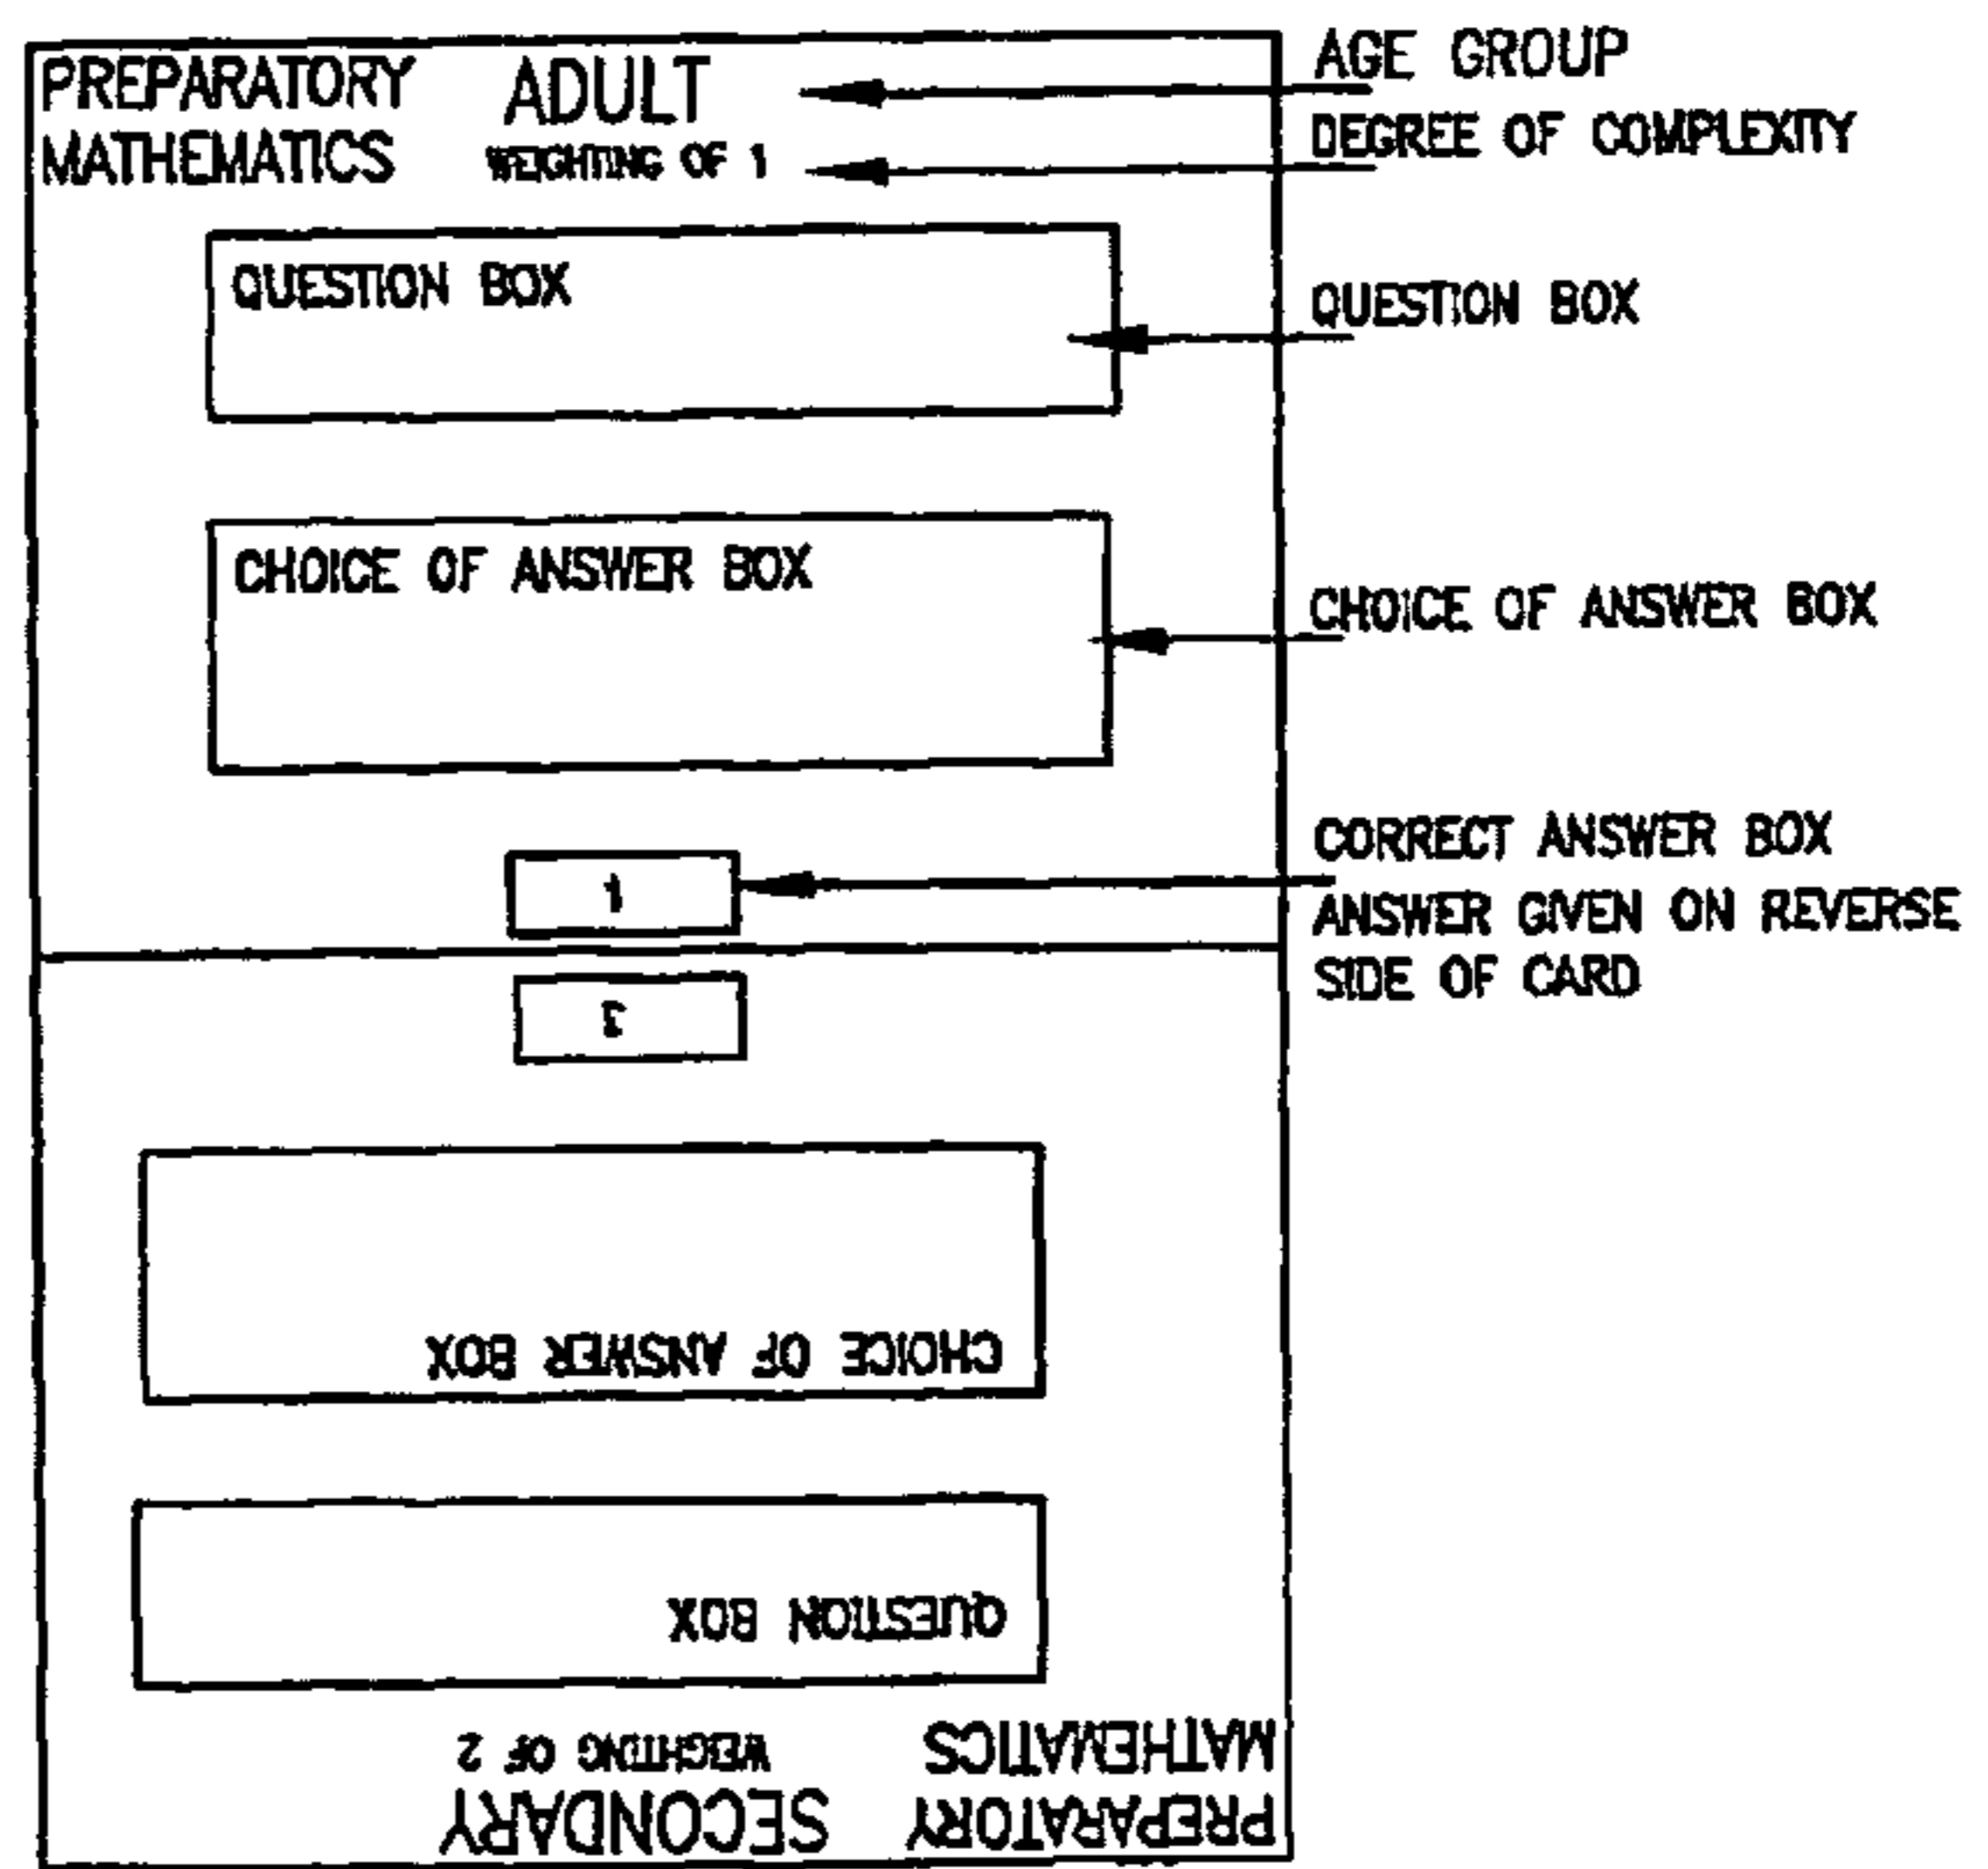 PREPARATORY ADULT
MATHEMATICS WEIGHTING OF 1
AGE GROUP
DEGREE OF COMPLEXITY
QUESTION BOX
QUESTION BOX
CHOICE OF ANSWER BOX
CHOICE OF ANSWER BOX
1
CORRECT ANSWER BOX
ANSWER GIVEN ON REVERSE
SIDE OF CARD
3
CHOICE OF ANSWER BOX
QUESTION BOX
MATHEMATICS WEIGHTING OF 2
PREPARATORY SECONDARY